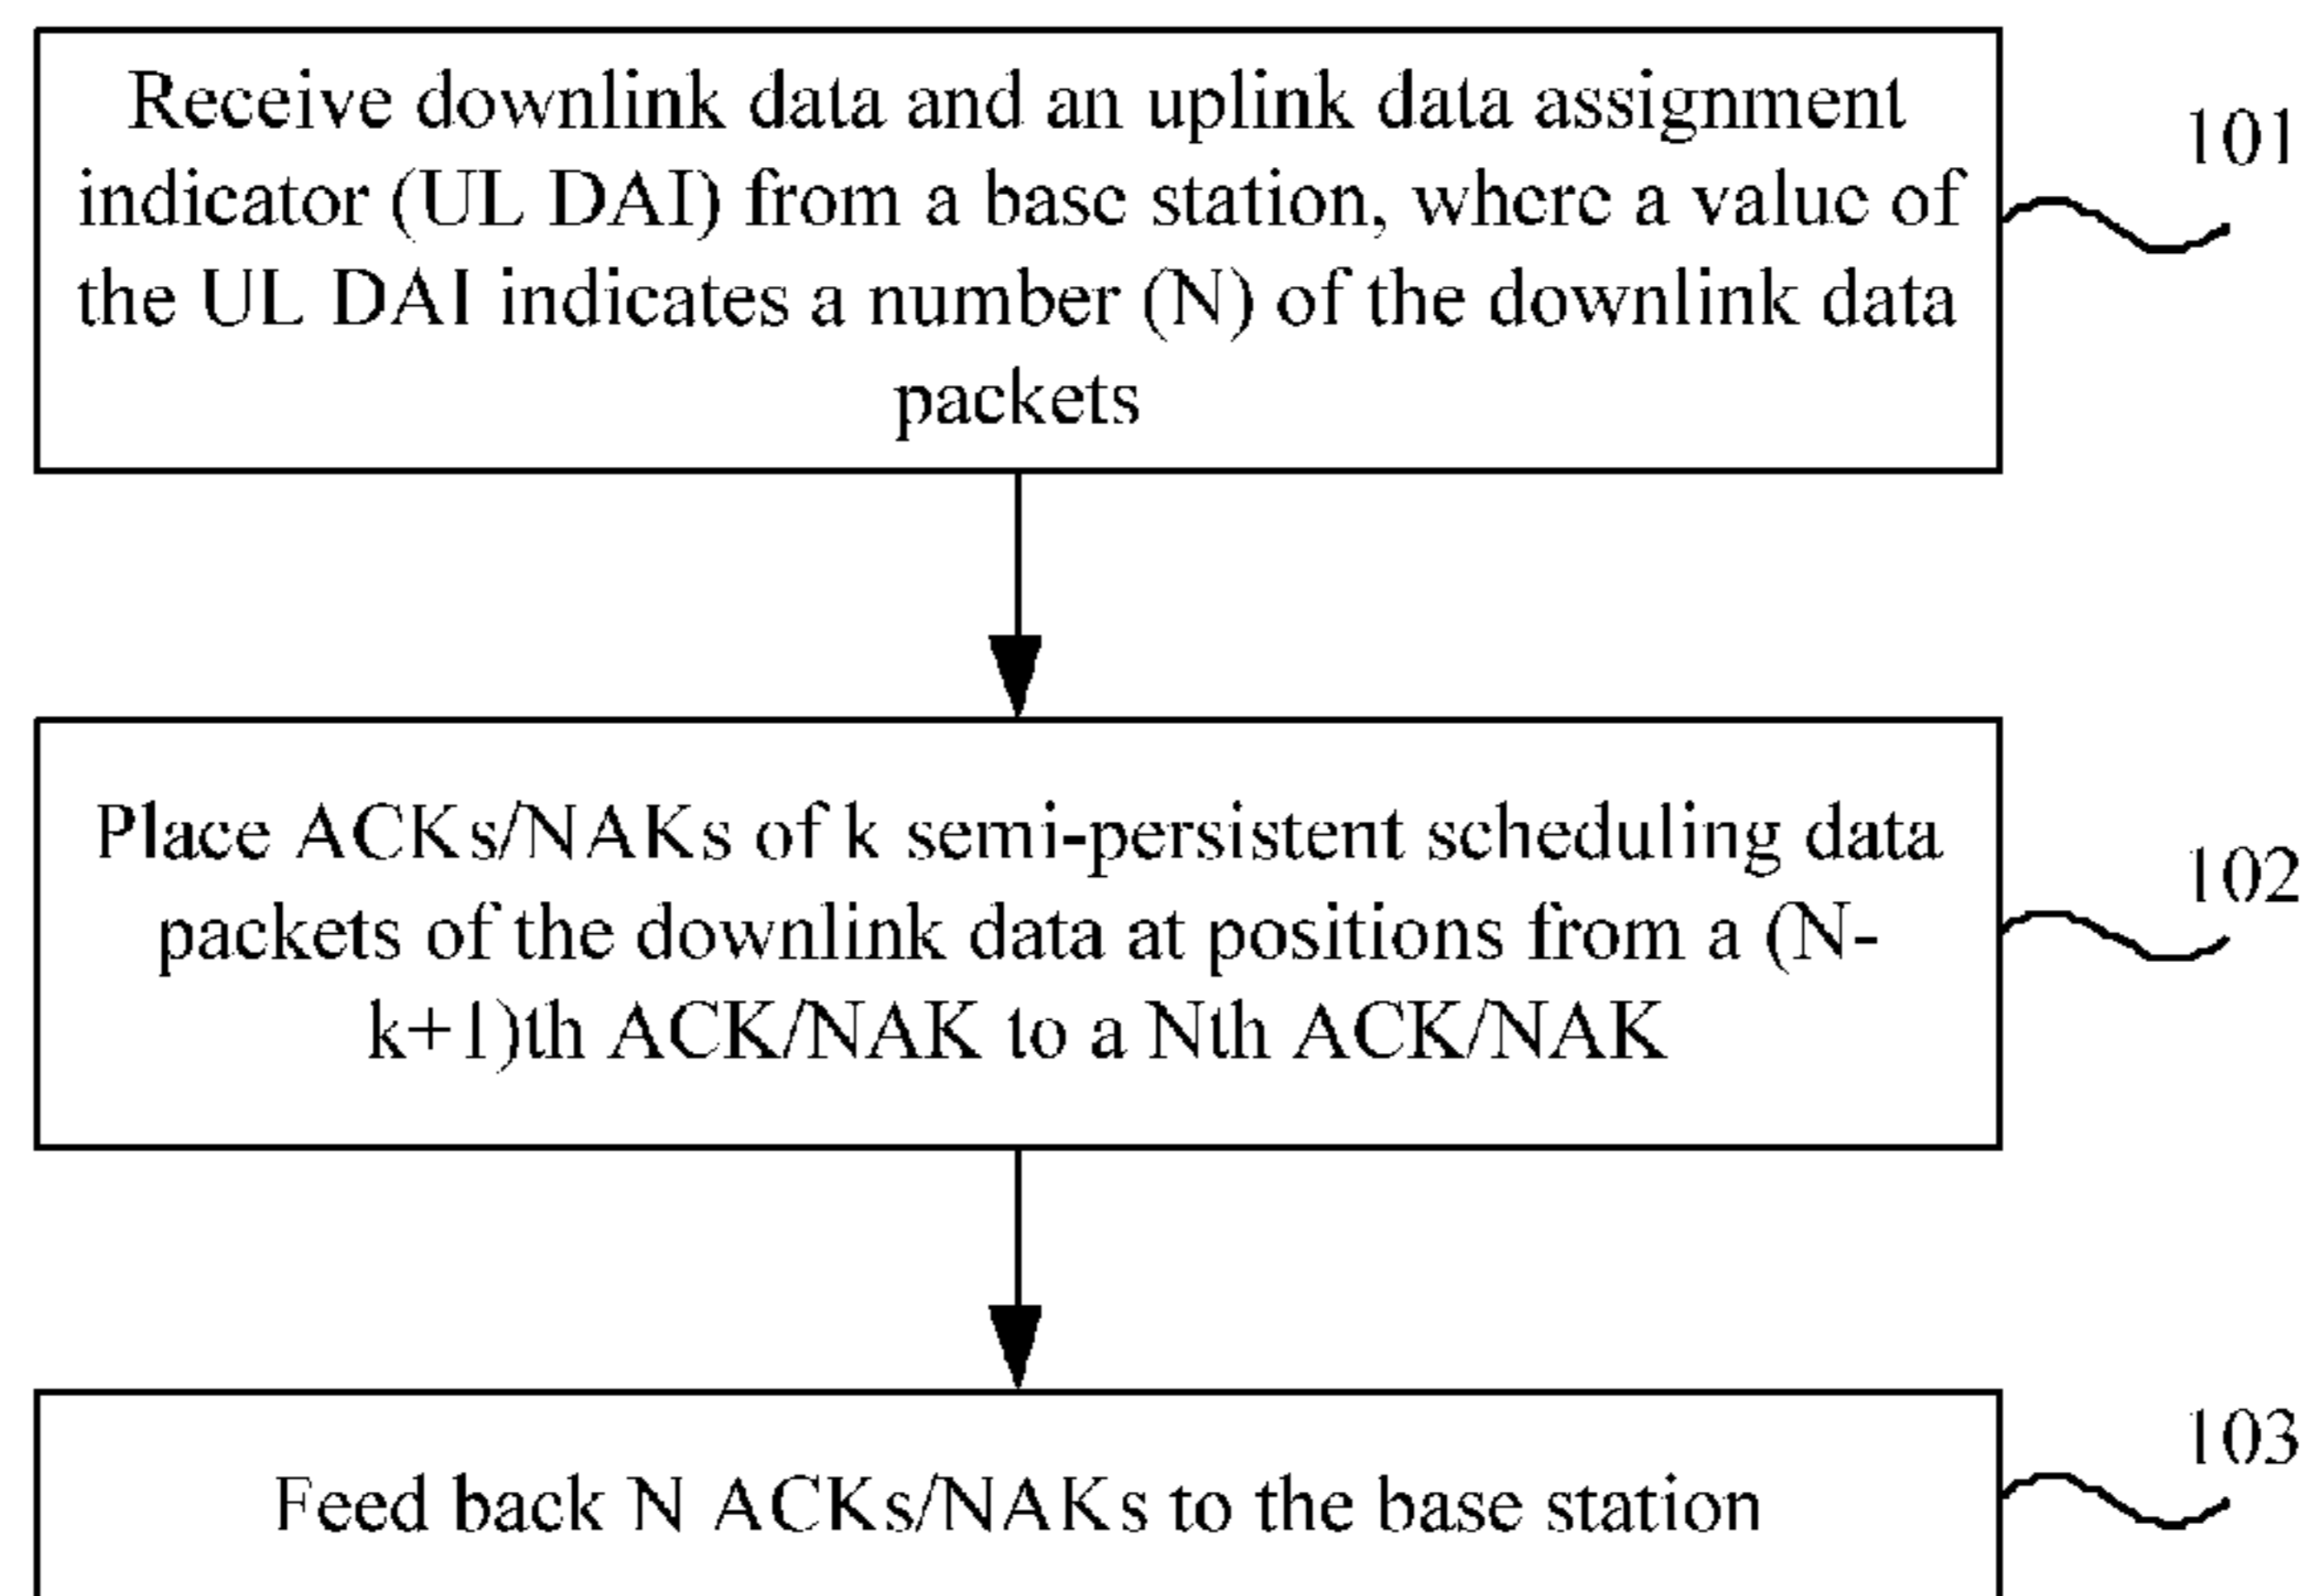 Receive downlink data and an uplink data assignment
indicator (UL DAI) from a base station, where a value of
the UL DAI indicates a number (N) of the downlink data
packets
101
Place ACKs/NAKs of k semi-persistent scheduling data
packets of the downlink data at positions from a (N-
k+1)th ACK/NAK to a Nth ACK/NAK
102
Feed back N ACKs/NAKs to the base station
103